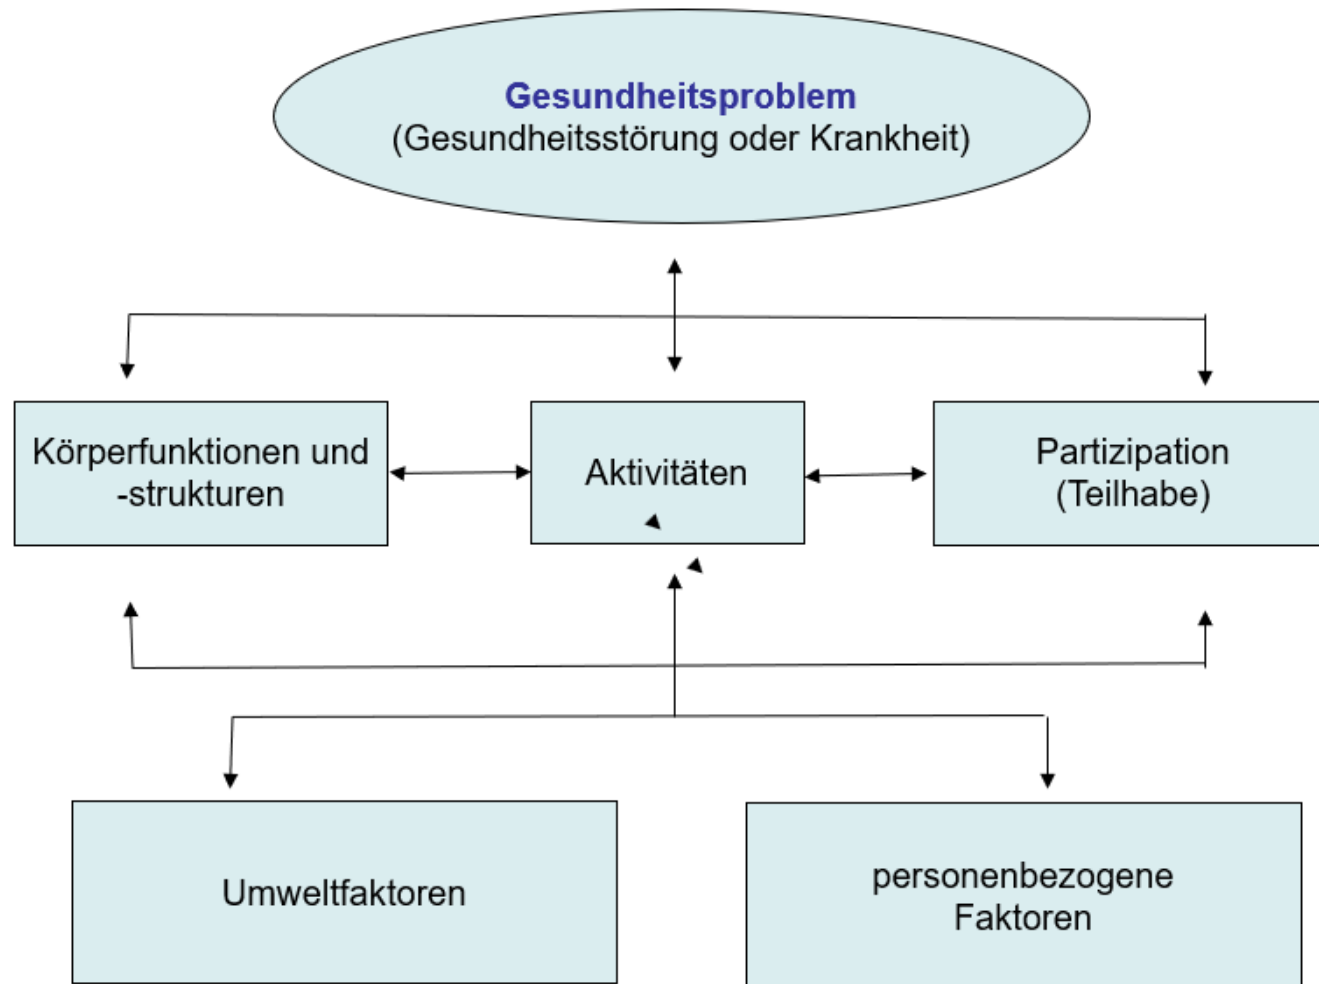 Gesundheitsproblem
(Gesundheitsstörung oder Krankheit)
Körperfunktionen und
-strukturen
Aktivitäten
Partizipation
(Teilhabe)
Umweltfaktoren
personenbezogene
Faktoren